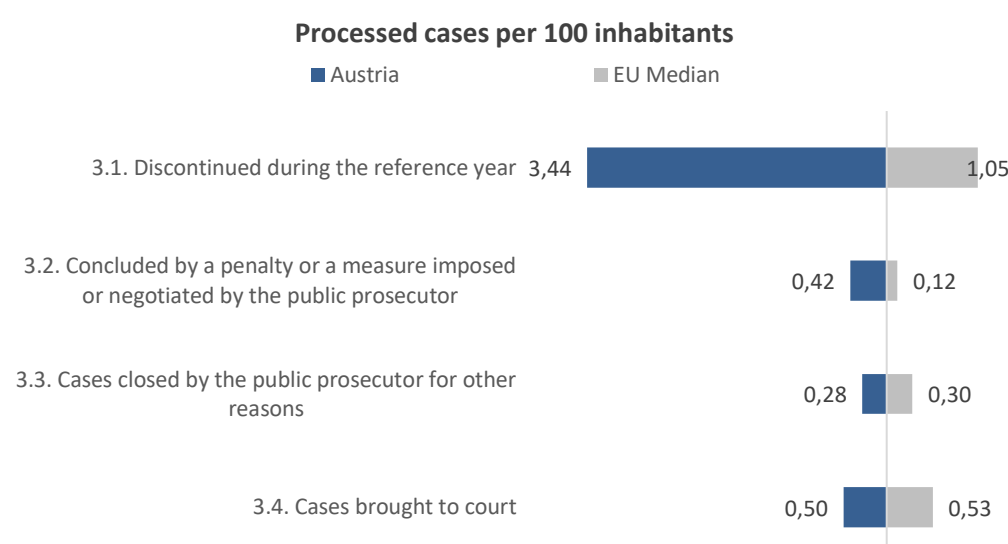 Processed cases per 100 inhabitants
Austria EU Median
3.1. Discontinued during the reference year 3,44 1,05
3.2. Concluded by a penalty or a measure imposed
or negotiated by the public prosecutor
0,42 0,12
3.3. Cases closed by the public prosecutor for other
reasons
0,28 0,30
3.4. Cases brought to court 0,50 0,53